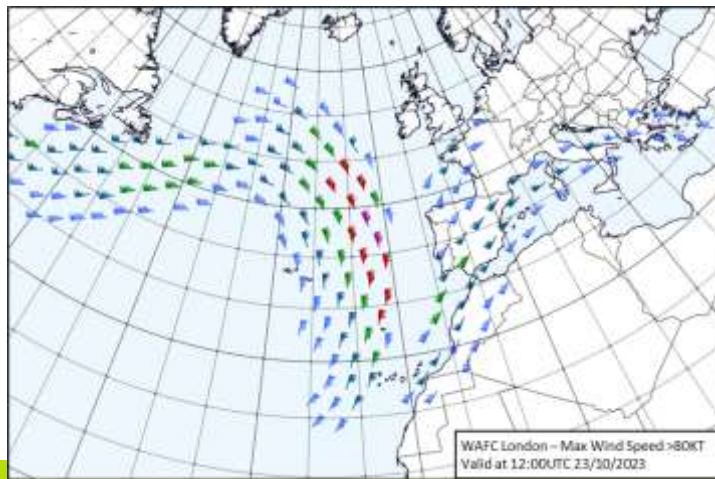 WAFC London – Max Wind Speed >80KT
Valid at 12:00UTC 23/10/2023